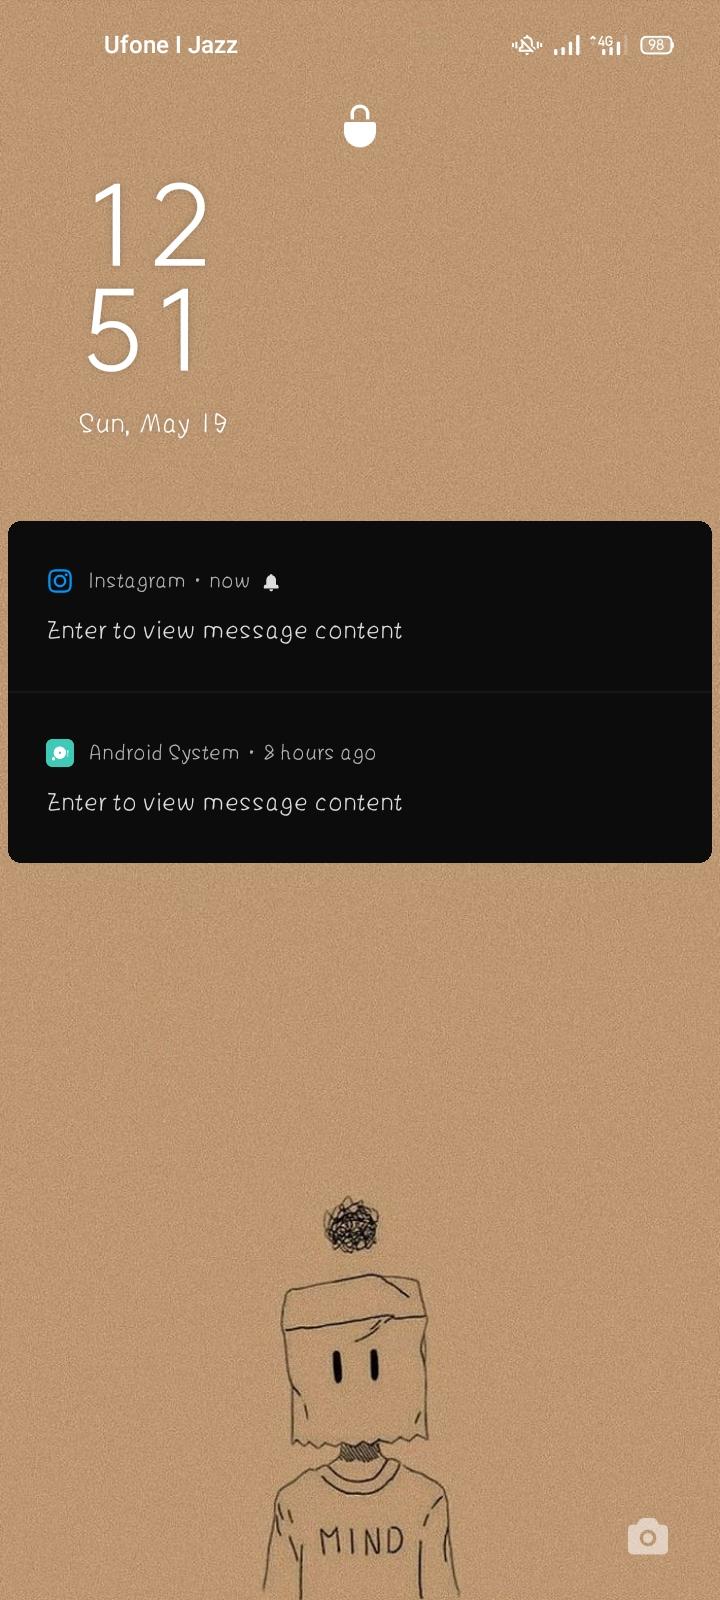 Ufone I Jazz
4G
98
12
51
Sun, May 19
Instagram • now
Enter to view message content
Android System • 8 hours ago
Enter to view message content
MIND